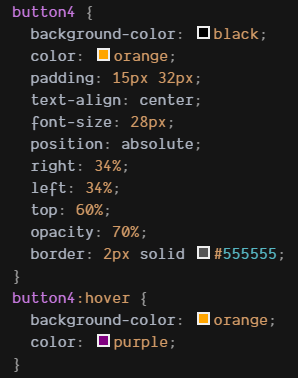 button4 {
background-color: black;
color: orange;
padding: 15px 32px;
text-align: center;
font-size: 28px;
position: absolute;
right: 34%;
left: 34%;
top: 60%;
opacity: 70%;
border: 2px solid #555555;
}
button4:hover {
background-color: orange;
color: purple;
}